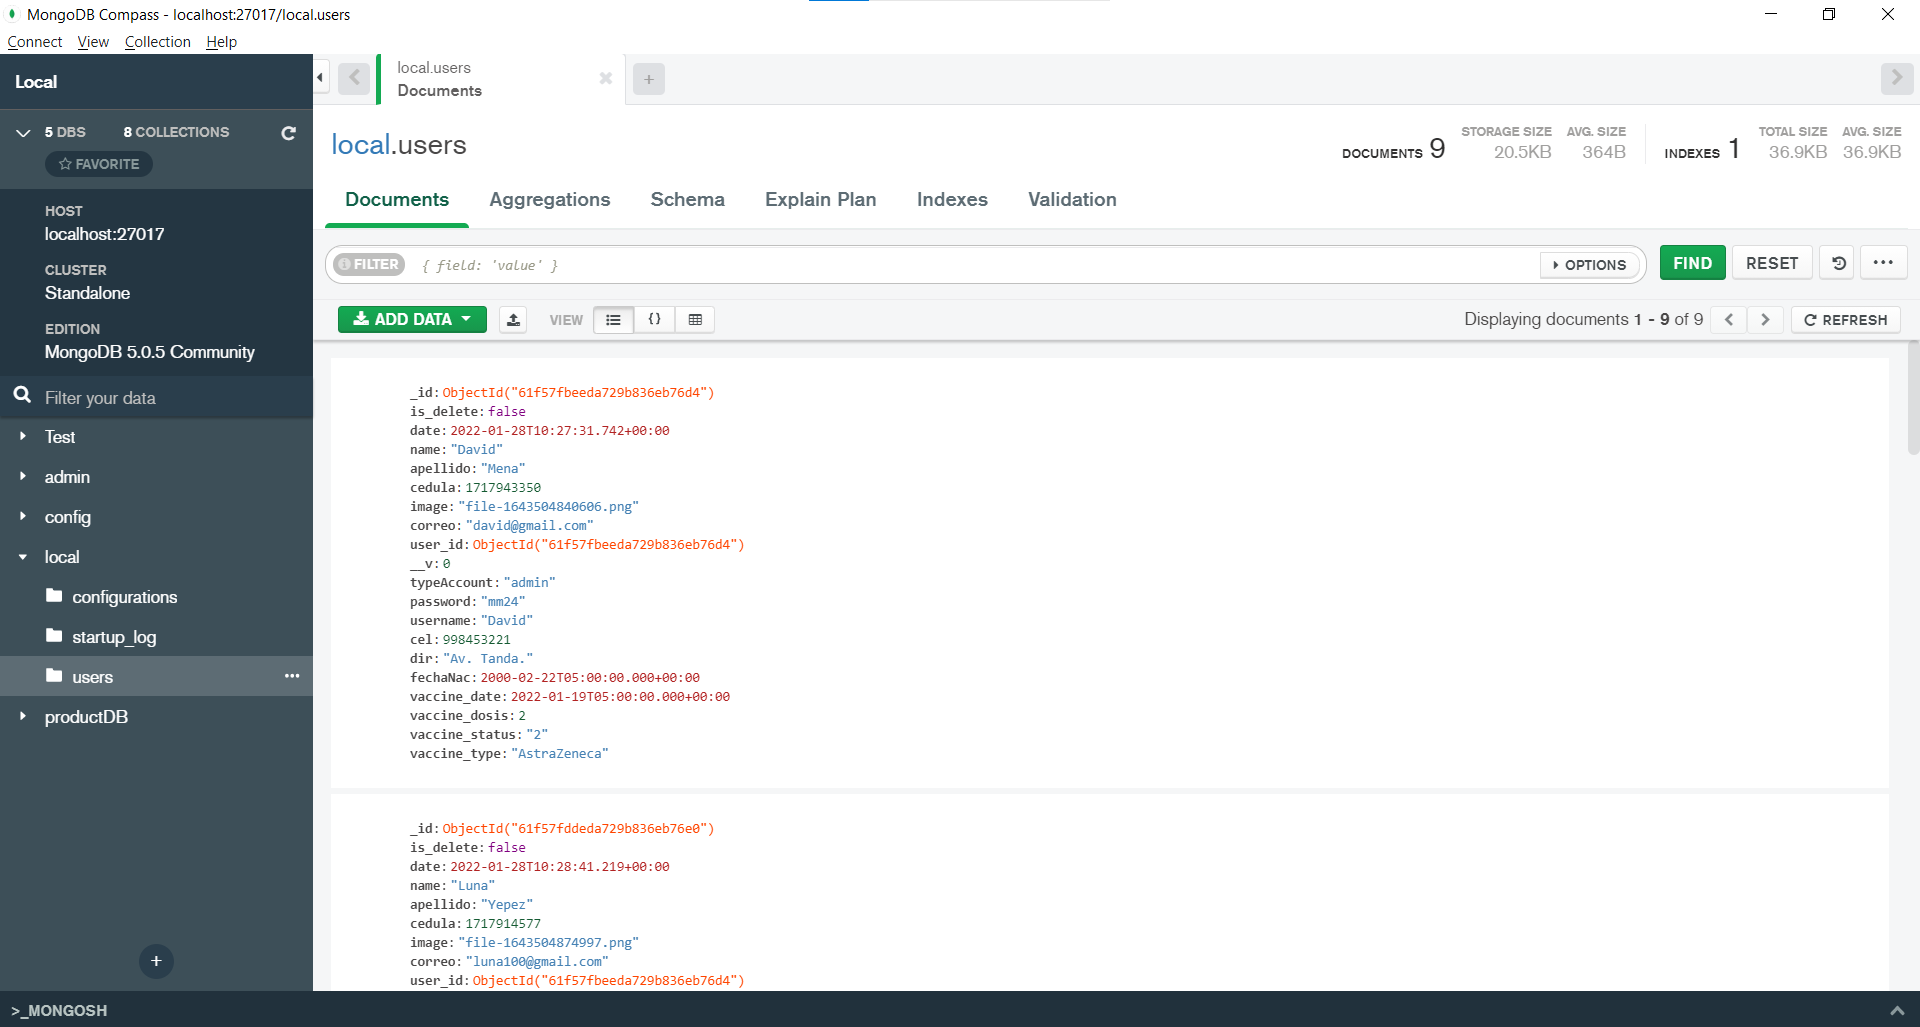 MongoDB Compass - localhost:27017/local.users
Connect View Collection Help
Local
5 DBS 8 COLLECTIONS
FAVORITE
HOST
localhost:27017
CLUSTER
Standalone
EDITION
MongoDB 5.0.5 Community
Filter your data
Test
admin
config
local
configurations
startup_log
users
productDB
+
local.users
Documents
+
local.users
DOCUMENTS 9
STORAGE SIZE
20.5KB
AVG. SIZE
364B
INDEXES 1
TOTAL SIZE
36.9KB
AVG. SIZE
36.9KB
Documents Aggregations Schema Explain Plan Indexes Validation
FILTER { field: 'value' } OPTIONS FIND RESET ...
ADD DATA VIEW {} Displaying documents 1 - 9 of 9 REFRESH
_id: ObjectId("61f57fbeeda729b836eb76d4")
is_delete: false
date: 2022-01-28T10:27:31.742+00:00
name: "David"
apellido: "Mena"
cedula: 1717943350
image: "file-1643504840606.png"
correo: "david@gmail.com"
user_id: ObjectId("61f57fbeeda729b836eb76d4")
__v: 0
typeAccount: "admin"
password: "mm24"
username: "David"
cel: 998453221
dir: "Av. Tanda."
fechaNac: 2000-02-22T05:00:00.000+00:00
vaccine_date: 2022-01-19T05:00:00.000+00:00
vaccine_dosis: 2
vaccine_status: "2"
vaccine_type: "AstraZeneca"
_id: ObjectId("61f57fddeda729b836eb76e0")
is_delete: false
date: 2022-01-28T10:28:41.219+00:00
name: "Luna"
apellido: "Yepez"
cedula: 1717914577
image: "file-1643504874997.png"
correo: "luna100@gmail.com"
user_id: ObjectId("61f57fbeeda729b836eb76d4")
>_MONGOSH